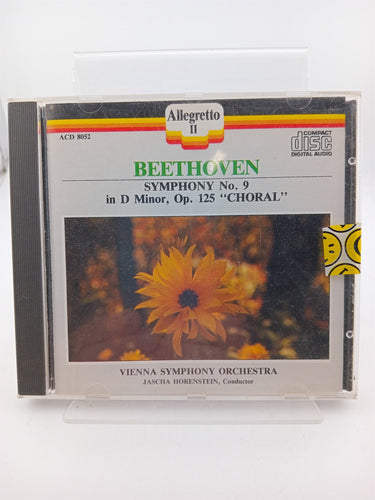 Allegretto
II
ACD 8052
COMPACT
disc
DIGITAL AUDIO
BEETHOVEN
SYMPHONY No. 9
in D Minor, Op. 125 “CHORAL”
VIENNA SYMPHONY ORCHESTRA
JASCHA HORENSTEIN, Conductor